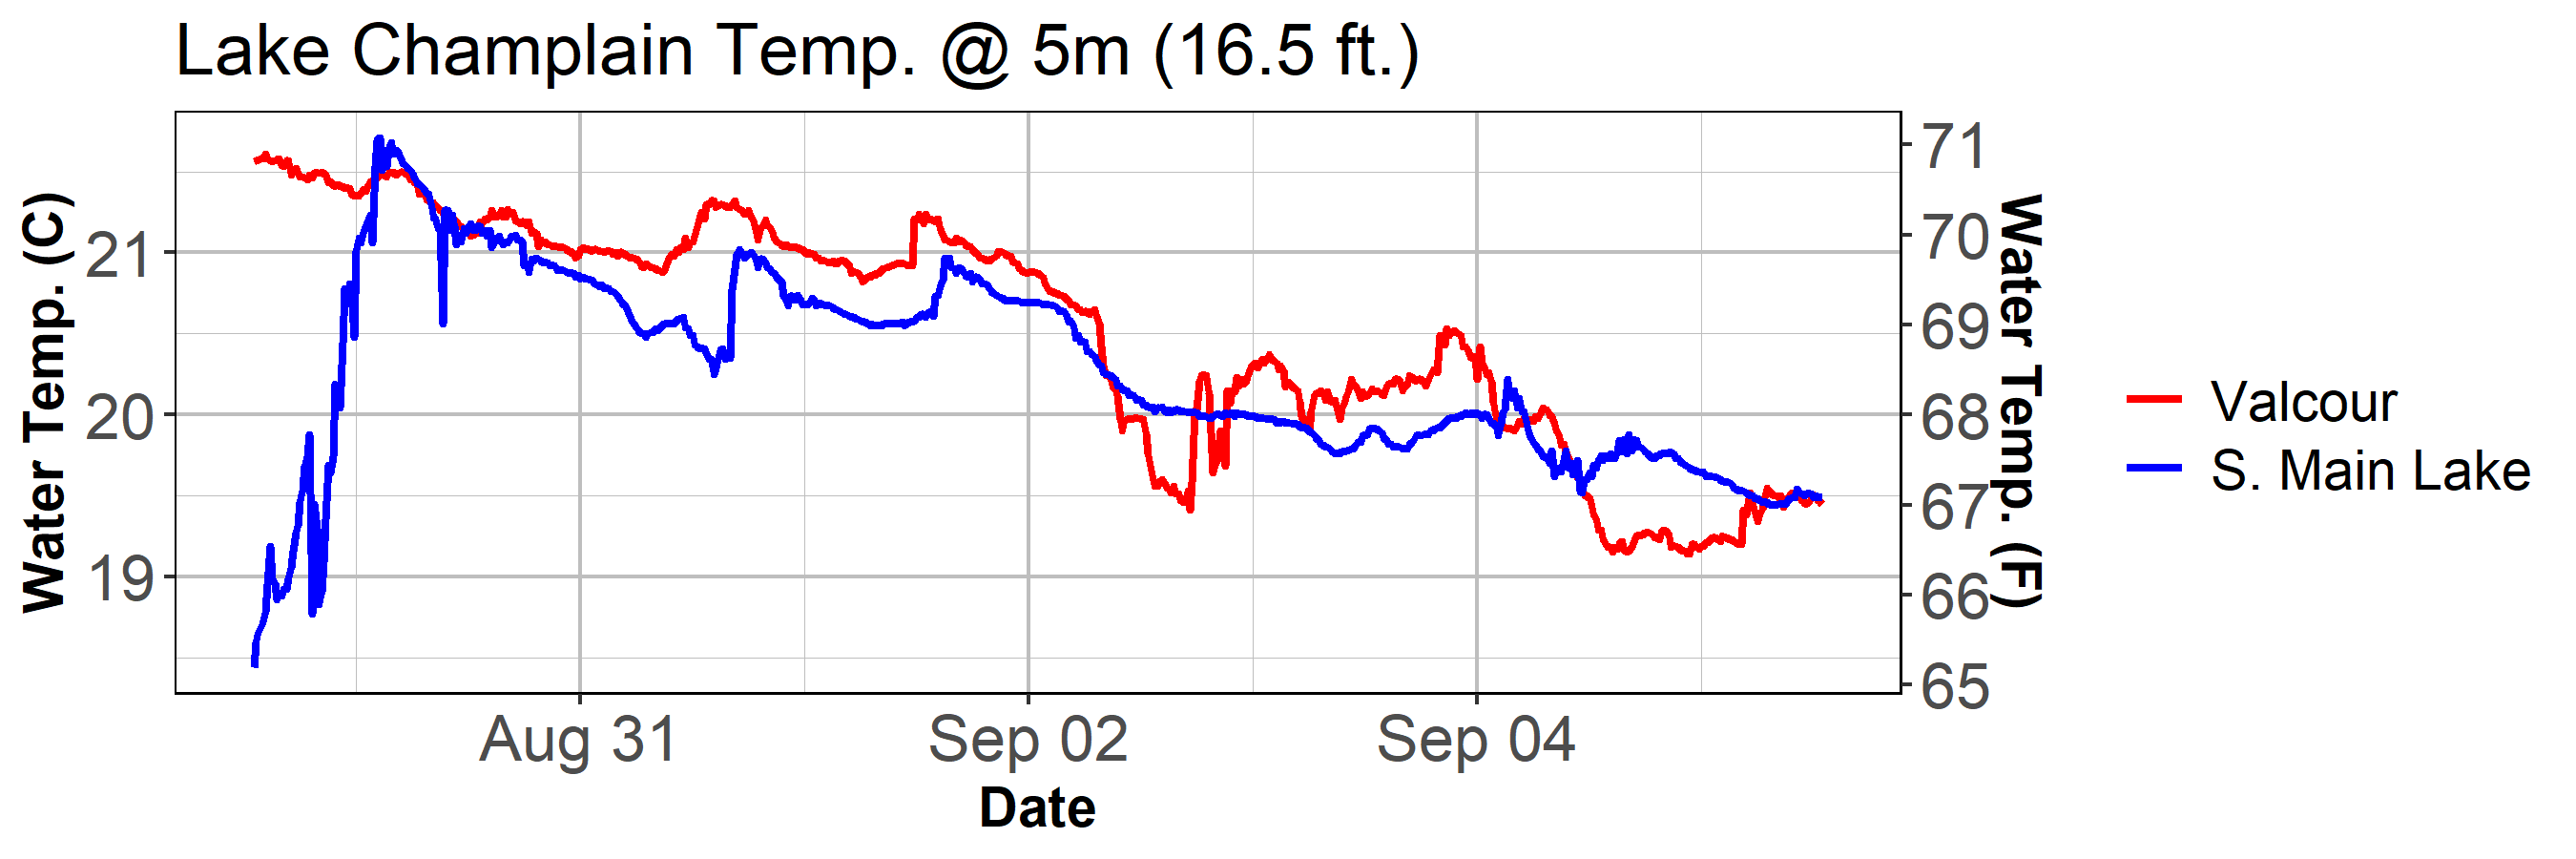 Lake Champlain Temp. @ 5m (16.5 ft.)
Water Temp. (C)
21
20
19
71
70
69
68
67
66
65
Water Temp. (F)
Aug 31
Sep 02
Sep 04
Date
Valcour
S. Main Lake